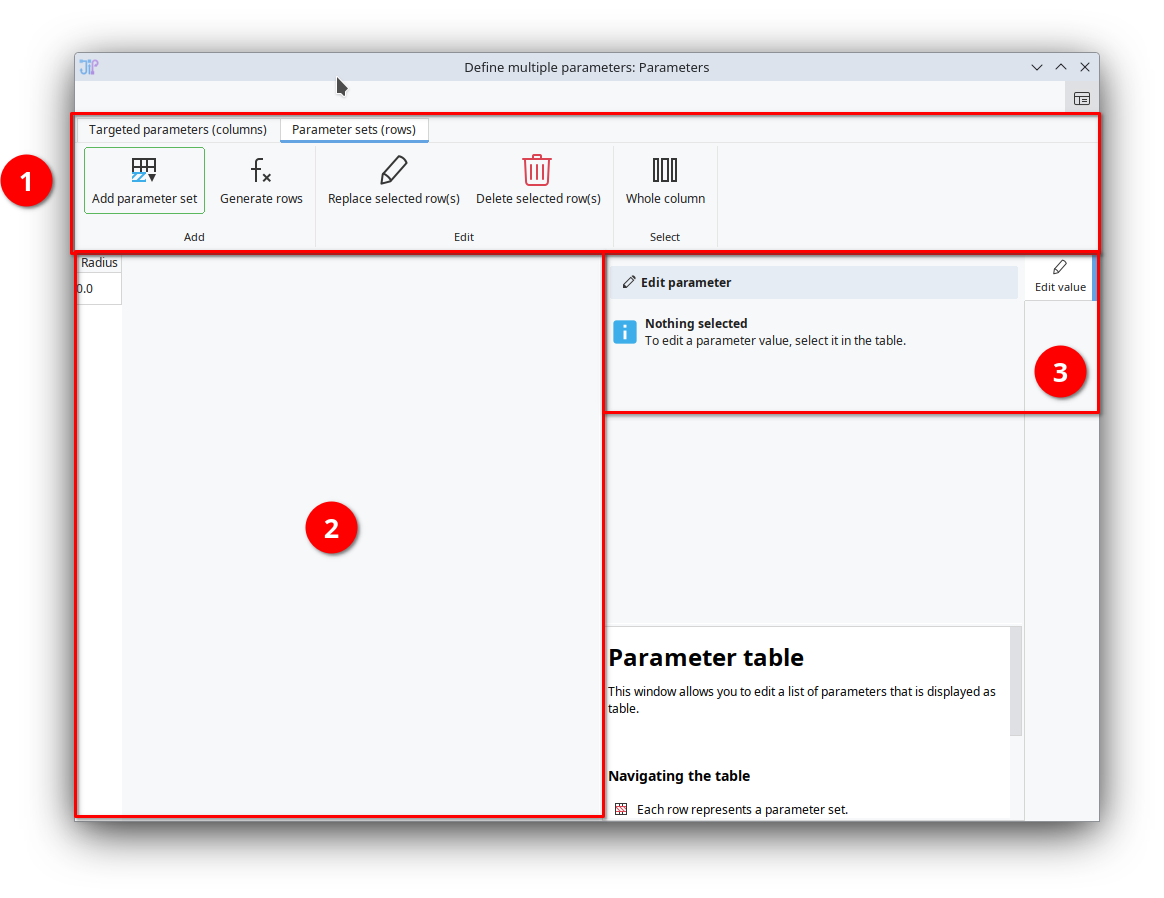 JIP
Define multiple parameters: Parameters
Targeted parameters (columns)
Parameter sets (rows)
1
Add parameter set
Generate rows
Replace selected row(s)
Delete selected row(s)
Whole column
Add
Edit
Select
Radius
0.0
Edit parameter
Edit value
Nothing selected
To edit a parameter value, select it in the table.
3
2
Parameter table
This window allows you to edit a list of parameters that is displayed as
table.
Navigating the table
Each row represents a parameter set.